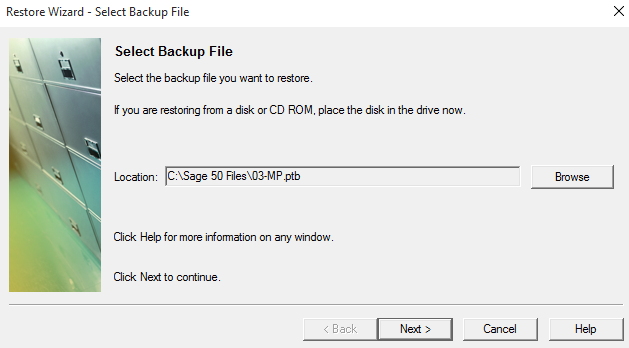 Restore Wizard - Select Backup File
Select Backup File
Select the backup file you want to restore.
If you are restoring from a disk or CD ROM, place the disk in the drive now.
Location: C:\Sage 50 Files\03-MP.ptb Browse
Click Help for more information on any window.
Click Next to continue.
< Back Next > Cancel Help